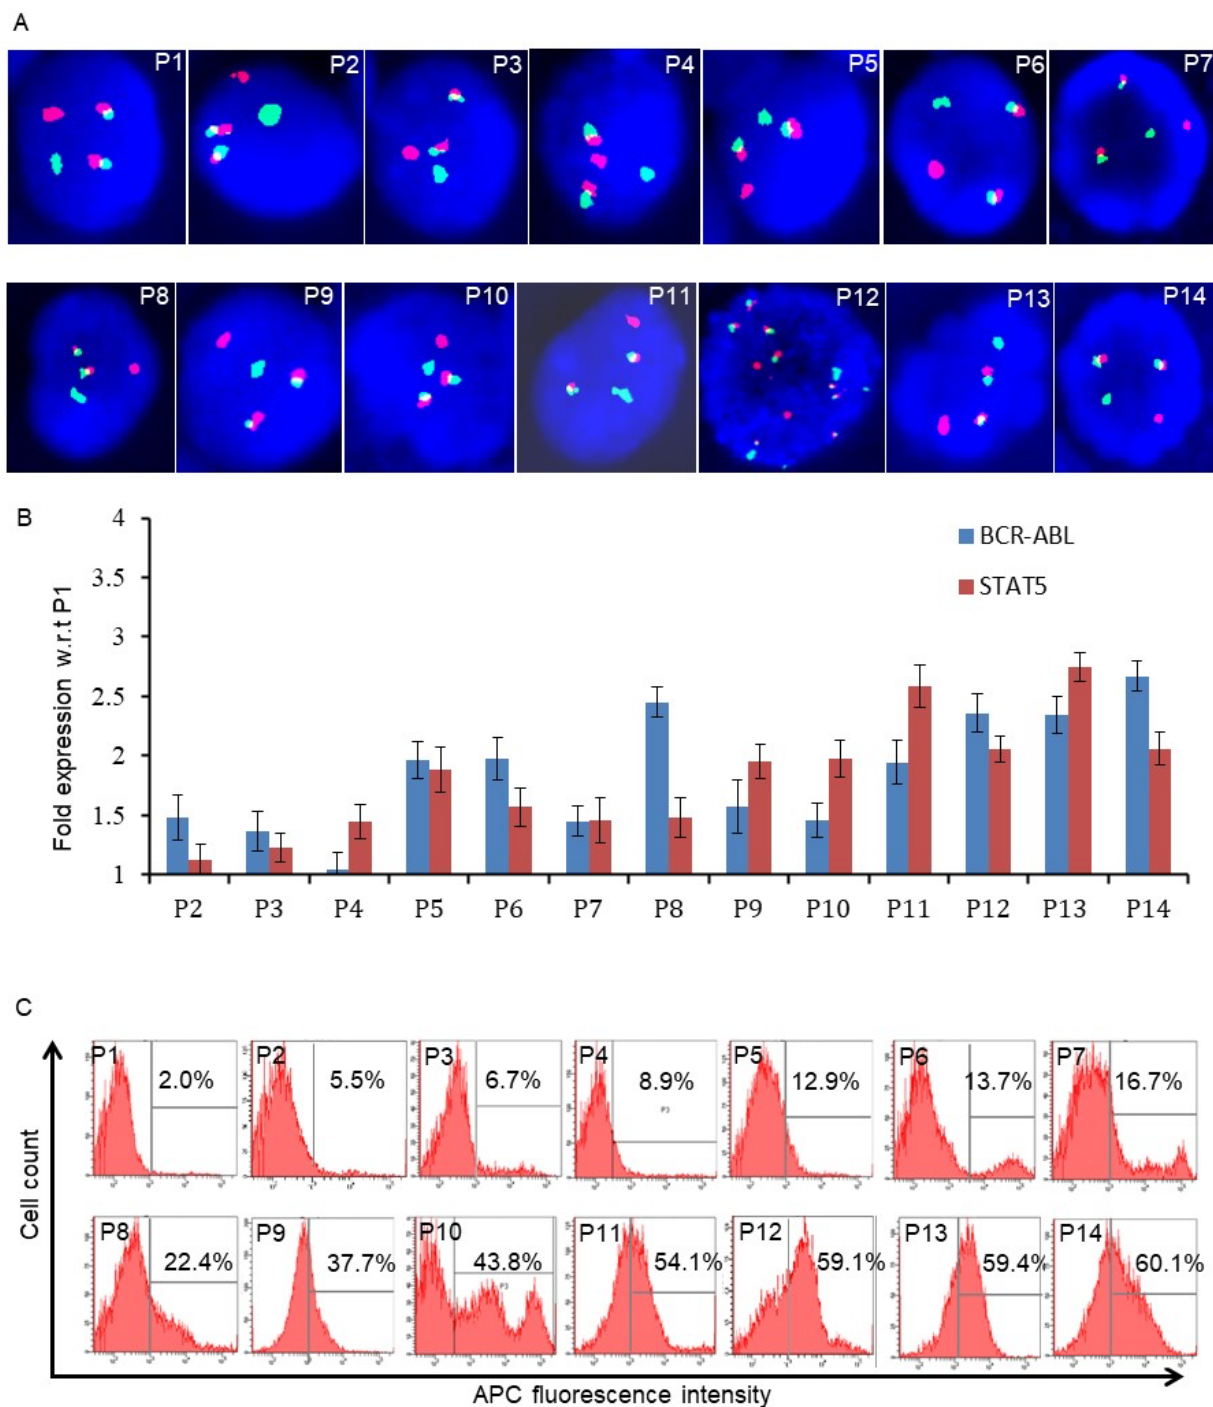 A
P1 P2 P3 P4 P5 P6 P7
P8 P9 P10 P11 P12 P13 P14
B
4
3.5
3
2.5
2
1.5
1
Fold expression w.r.t P1
BCR-ABL
STAT5
P2 P3 P4 P5 P6 P7 P8 P9 P10 P11 P12 P13 P14
C
Cell count
P1 P2 P3 P4 P5 P6 P7
2.0% 5.5% 6.7% 8.9% 12.9% 13.7% 16.7%
P3
P8 P9 P10 P11 P12 P13 P14
22.4% 37.7% 43.8% 54.1% 59.1% 59.4% 60.1%
P3
APC fluorescence intensity